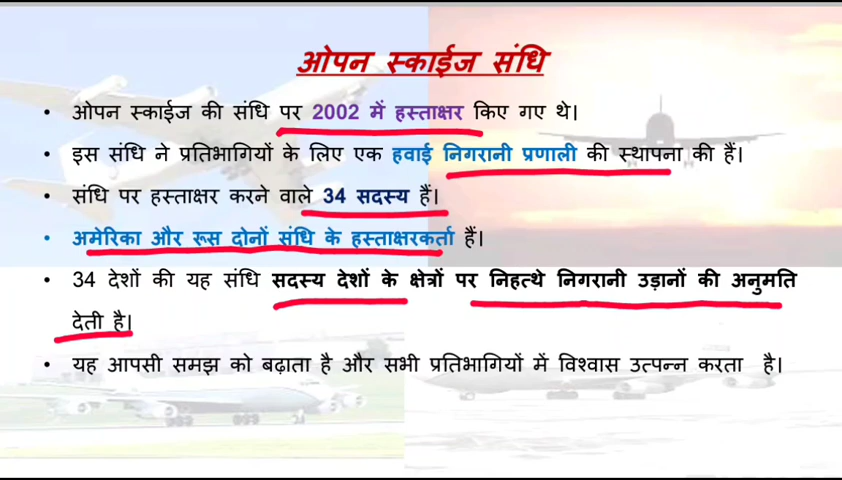 ओपन स्काईज संधि
• ओपन स्काईज की संधि पर 2002 में हस्ताक्षर किए गए थे।
• इस संधि ने प्रतिभागियों के लिए एक हवाई निगरानी प्रणाली की स्थापना की हैं।
• संधि पर हस्ताक्षर करने वाले 34 सदस्य हैं।
• अमेरिका और रूस दोनों संधि के हस्ताक्षरकर्ता हैं।
• 34 देशों की यह संधि सदस्य देशों के क्षेत्रों पर निहत्थे निगरानी उड़ानों की अनुमति
देती है।
• यह आपसी समझ को बढ़ाता है और सभी प्रतिभागियों में विश्वास उत्पन्न करता है।